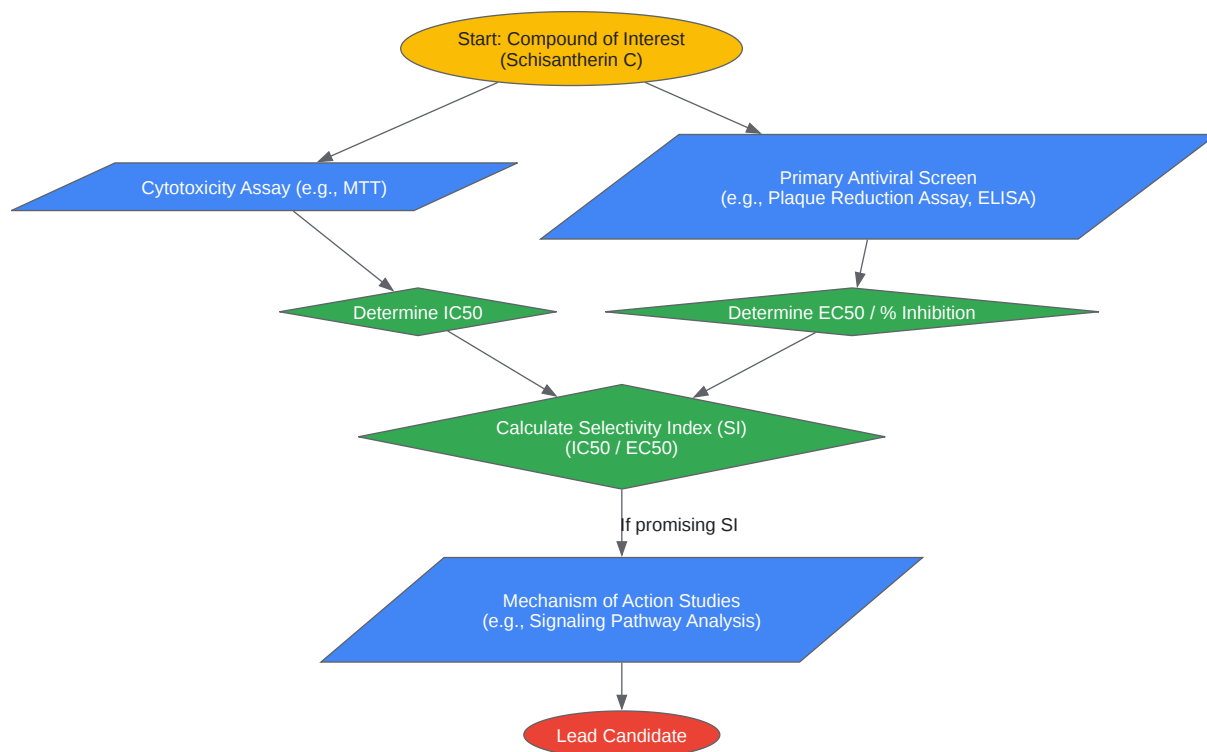 Start: Compound of Interest
(Schisantherin C)
Cytotoxicity Assay (e.g., MTT)
Primary Antiviral Screen
(e.g., Plaque Reduction Assay, ELISA)
Determine IC50
Determine EC50 / % Inhibition
Calculate Selectivity Index (SI)
(IC50 / EC50)
If promising SI
Mechanism of Action Studies
(e.g., Signaling Pathway Analysis)
Lead Candidate